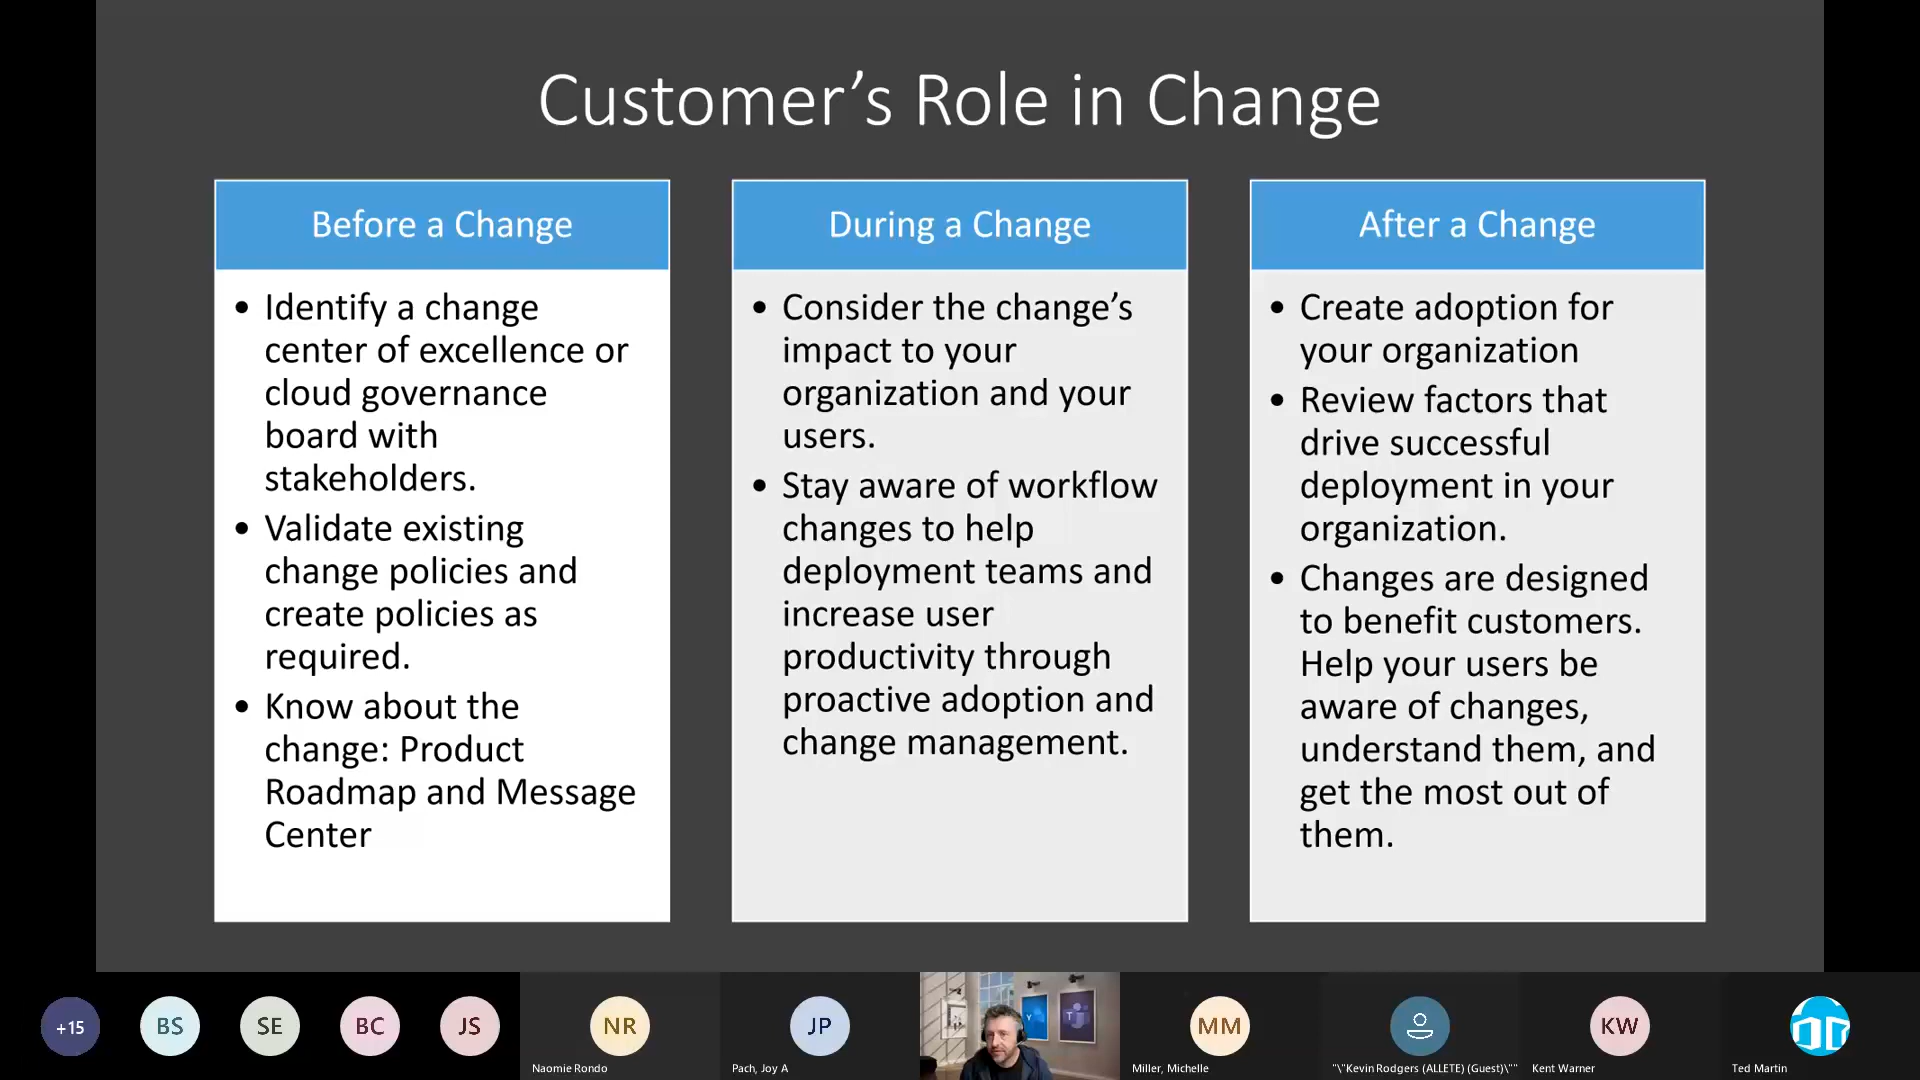 Customer’s Role in Change
Before a Change
• Identify a change
center of excellence or
cloud governance
board with
stakeholders.
• Validate existing
change policies and
create policies as
required.
• Know about the
change: Product
Roadmap and Message
Center
During a Change
• Consider the change’s
impact to your
organization and your
users.
• Stay aware of workflow
changes to help
deployment teams and
increase user
productivity through
proactive adoption and
change management.
After a Change
• Create adoption for
your organization
• Review factors that
drive successful
deployment in your
organization.
• Changes are designed
to benefit customers.
Help your users be
aware of changes,
understand them, and
get the most out of
them.
+15
BS
SE
BC
JS
NR
Naomie Rondo
JP
Pach, Joy A
MM
Miller, Michelle
"\"Kevin Rodgers (ALLETE) (Guest)\""
KW
Kent Warner
Ted Martin